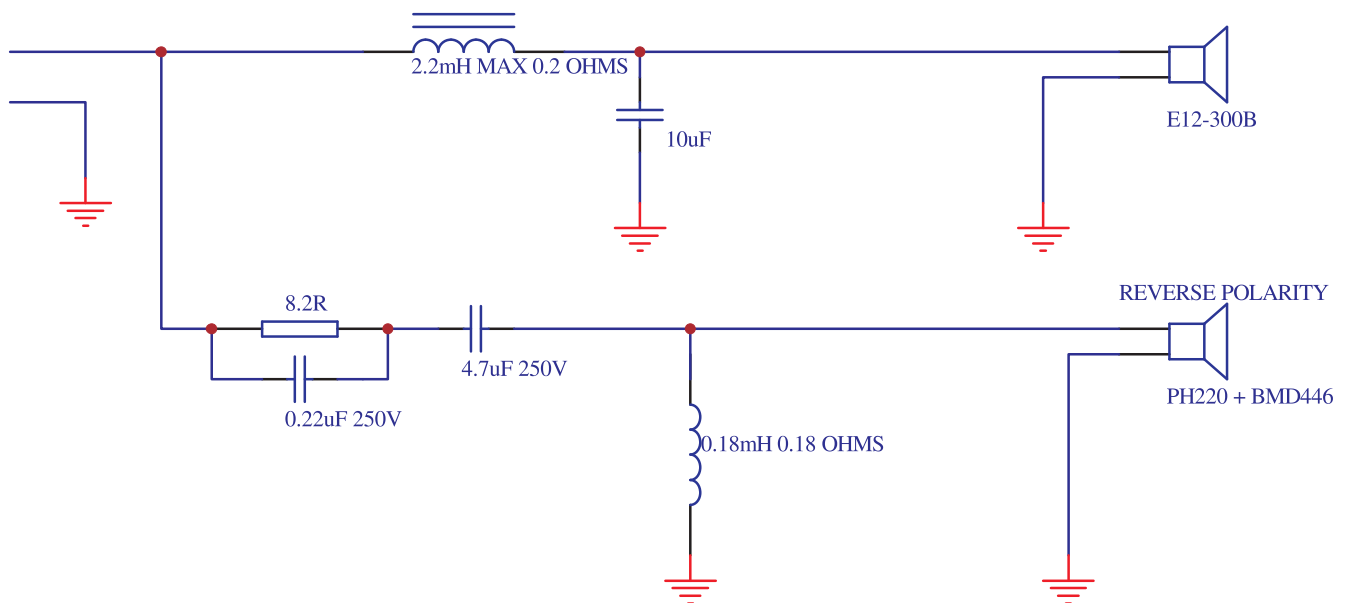 2.2mH MAX 0.2 OHMS
10uF
E12-300B
REVERSE POLARITY
8.2R
4.7uF 250V
PH220 + BMD446
0.22uF 250V
0.18mH 0.18 OHMS